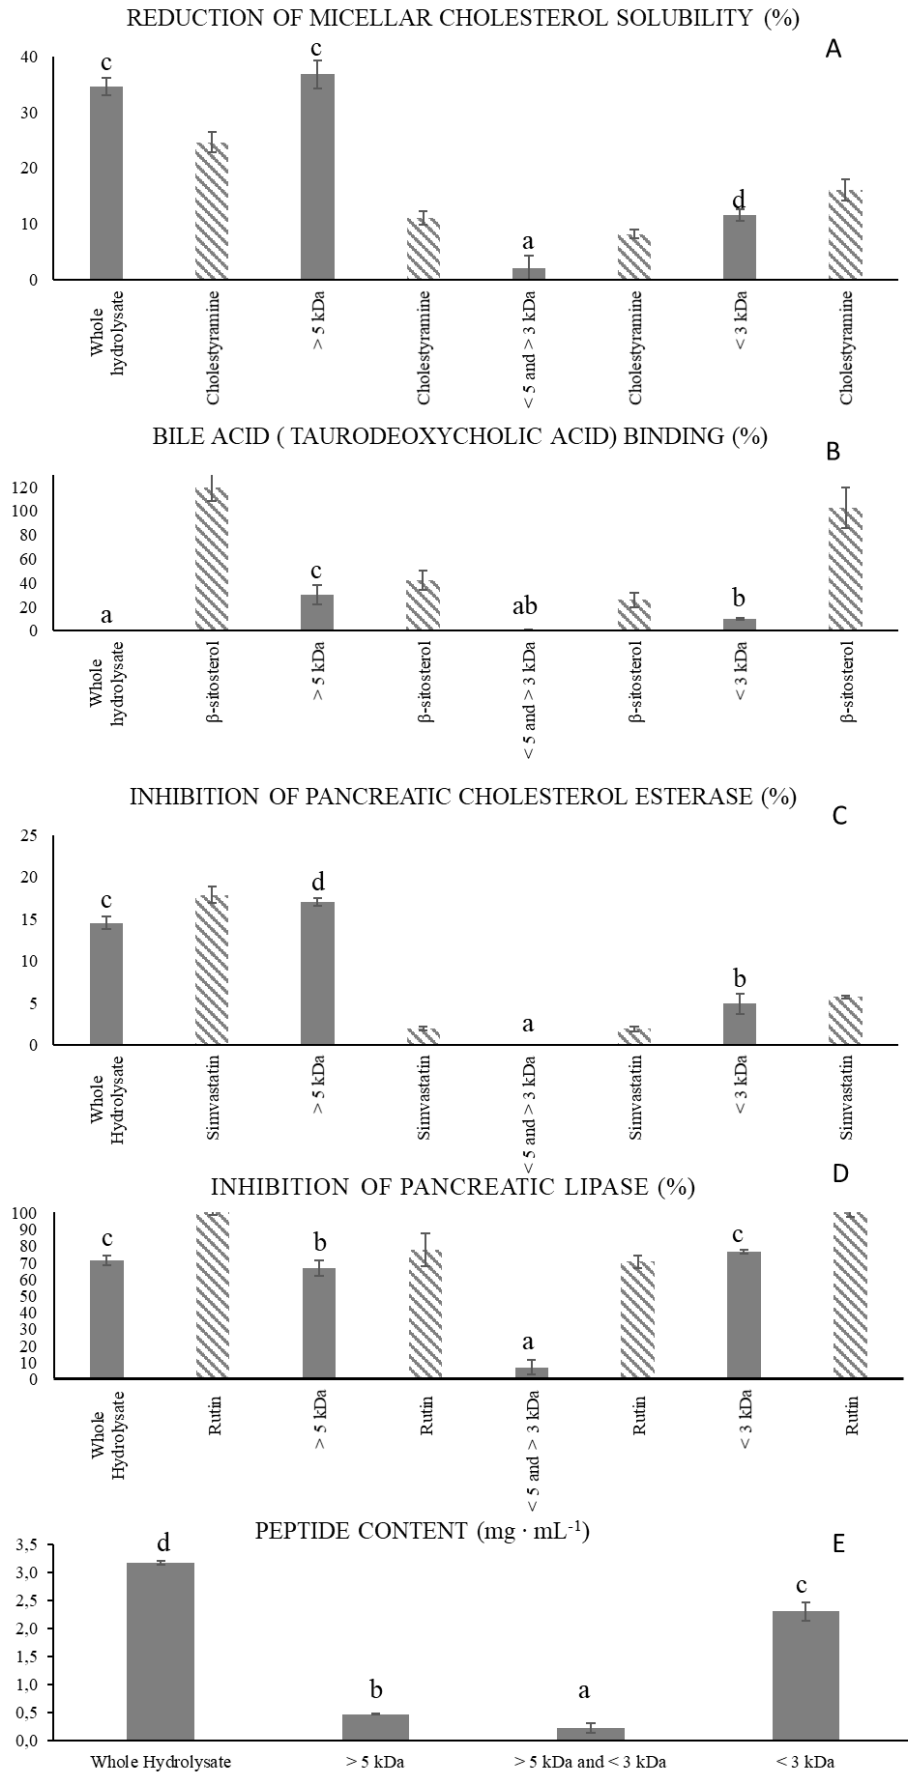 REDUCTION OF MICELLAR CHOLESTEROL SOLUBILITY (%)
A
40
30
20
10
0
c
c
a
d
Whole
hydrolysate
Cholestyramine
> 5 kDa
Cholestyramine
< 5 and > 3 kDa
Cholestyramine
< 3 kDa
Cholestyramine
BILE ACID ( TAURODEOXYCHOLIC ACID) BINDING (%)
B
120
100
80
60
40
20
0
a
c
ab
b
Whole
hydrolysate
β-sitosterol
> 5 kDa
β-sitosterol
< 5 and > 3 kDa
β-sitosterol
< 3 kDa
β-sitosterol
INHIBITION OF PANCREATIC CHOLESTEROL ESTERASE (%)
C
25
20
15
10
5
0
c
d
a
b
Whole
Hydrolysate
Simvastatin
> 5 kDa
Simvastatin
< 5 and > 3 kDa
Simvastatin
< 3 kDa
Simvastatin
INHIBITION OF PANCREATIC LIPASE (%)
D
100
90
80
70
60
50
40
30
20
10
0
c
b
a
c
Whole
Hydrolysate
Rutin
> 5 kDa
Rutin
< 5 and > 3 kDa
Rutin
< 3 kDa
Rutin
PEPTIDE CONTENT (mg · mL⁻¹)
E
3,5
3,0
2,5
2,0
1,5
1,0
0,5
0,0
d
b
a
c
Whole Hydrolysate
> 5 kDa
> 5 kDa and < 3 kDa
< 3 kDa